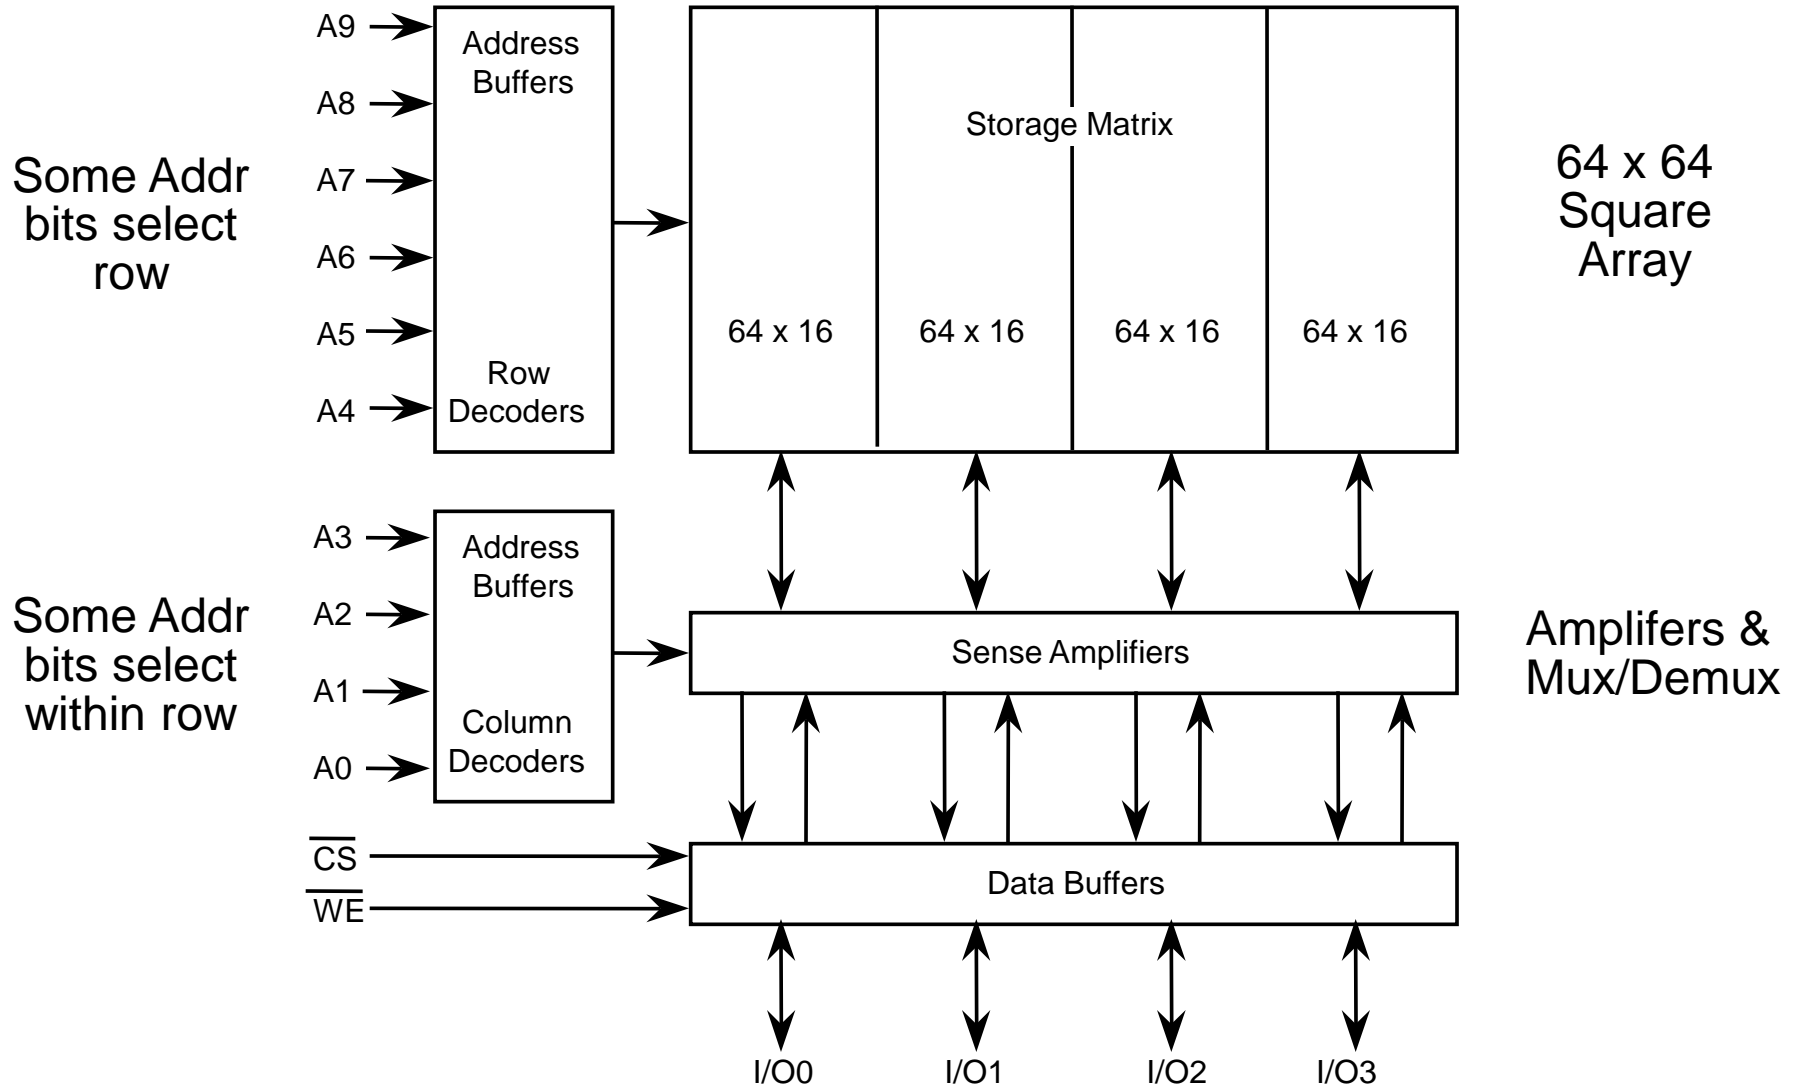 A9
A8
A7
A6
A5
A4
Address
Buffers
Row
Decoders
Storage Matrix
64 x 16
64 x 16
64 x 16
64 x 16
Some Addr
bits select
row
64 x 64
Square
Array
A3
A2
A1
A0
Address
Buffers
Column
Decoders
Sense Amplifiers
Some Addr
bits select
within row
Amplifers &
Mux/Demux
CS
WE
Data Buffers
I/O0
I/O1
I/O2
I/O3